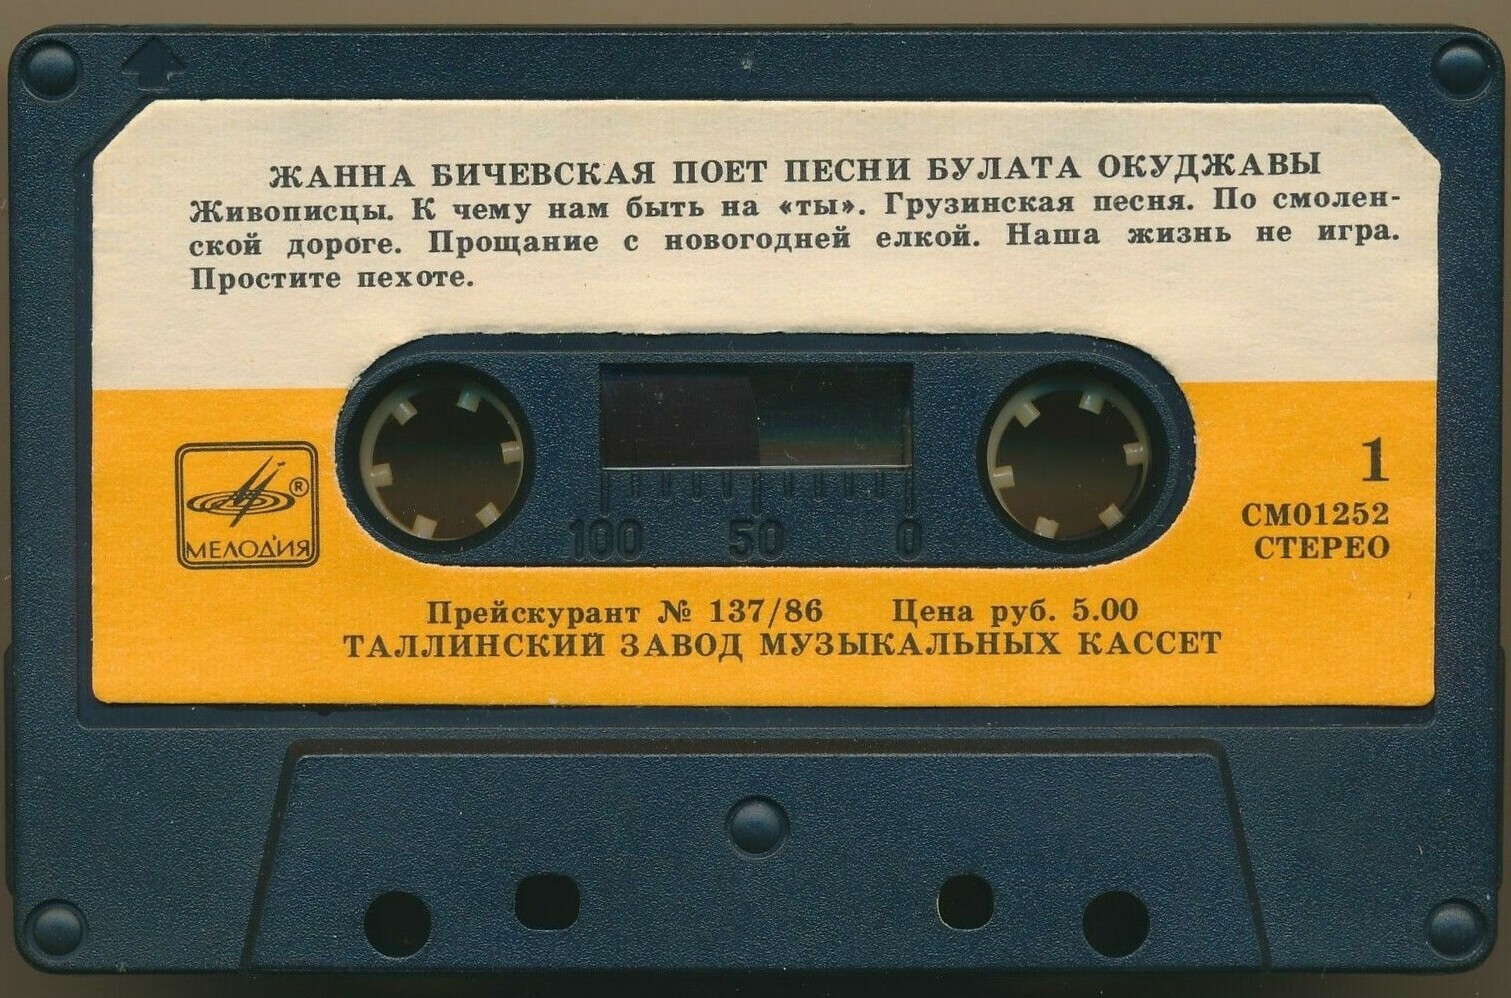 ЖАННА БИЧЕВСКАЯ ПОЕТ ПЕСНИ БУЛАТА ОКУДЖАВЫ
Живописцы. К чему нам быть на «ты». Грузинская песня. По смолен-
ской дороге. Прощание с новогодней елкой. Наша жизнь не игра.
Простите пехоте.
1
МЕЛОДИЯ ®
СМ01252
СТЕРЕО
100 50 0
Прейскурант № 137/86 Цена руб. 5.00
ТАЛЛИНСКИЙ ЗАВОД МУЗЫКАЛЬНЫХ КАССЕТ